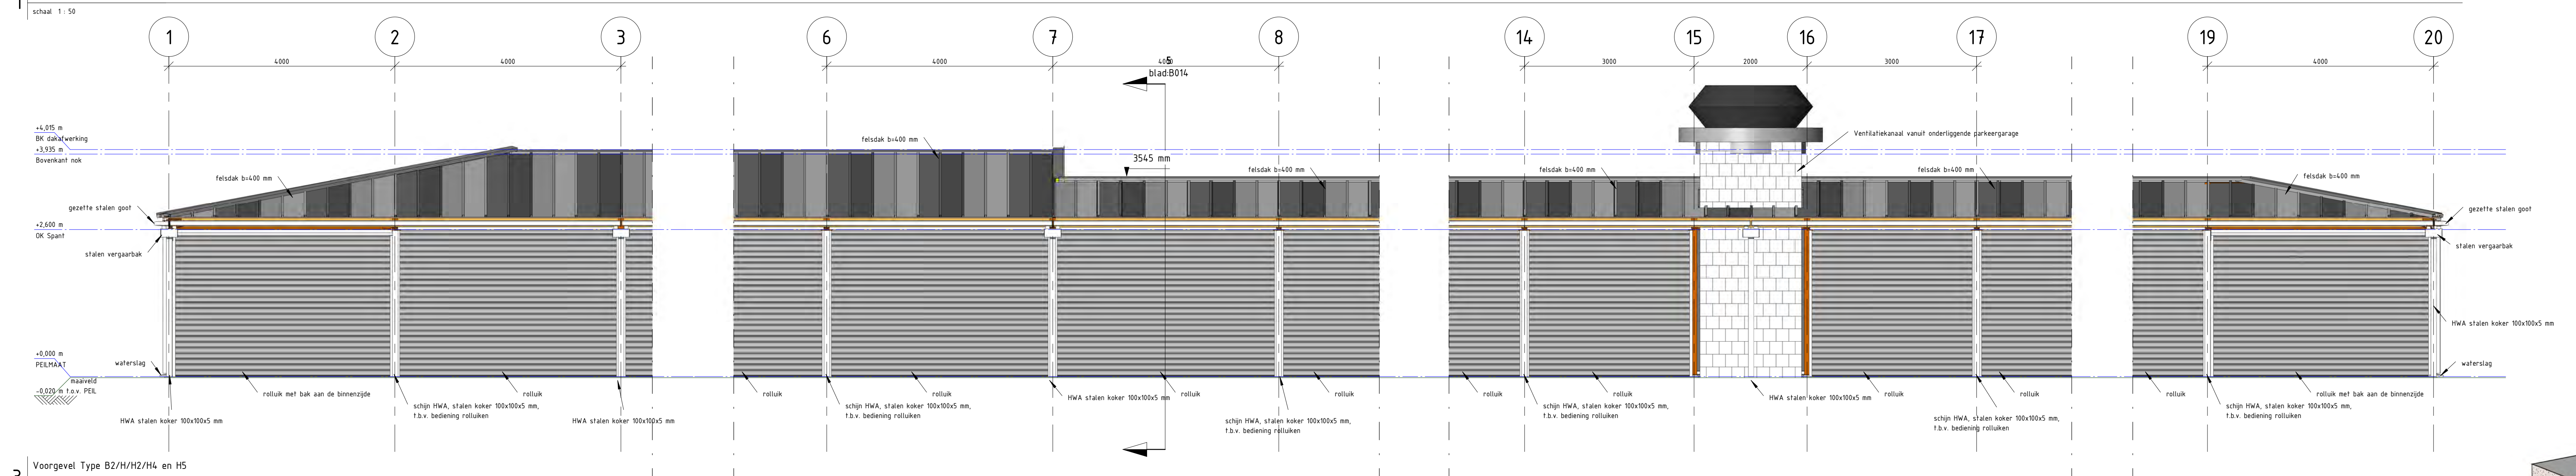 schaal 1 : 50
1 2 3 6 7 8 14 15 16 17 19 20
4000 4000 4000 4000 3000 2000 3000 4000
5
blad:B014
+4,015 m
BK dakafwerking
+3,935 m
Bovenkant nok
felsdak b=400 mm
felsdak b=400 mm
3545 mm
felsdak b=400 mm
felsdak b=400 mm
Ventilatiekanaal vanuit onderliggende parkeergarage
felsdak b=400 mm
felsdak b=400 mm
gezette stalen goot
gezette stalen goot
+2,600 m
OK Spant
stalen vergaarbak
stalen vergaarbak
HWA stalen koker 100x100x5 mm
+0,000 m
PEILMAAT
maaiveld
-0,020 m t.o.v. PEIL
waterslag
waterslag
rolluik met bak aan de binnenzijde
rolluik
rolluik
rolluik
rolluik
rolluik
rolluik
rolluik
rolluik
rolluik
rolluik
rolluik met bak aan de binnenzijde
HWA stalen koker 100x100x5 mm
schijn HWA, stalen koker 100x100x5 mm,
t.b.v. bediening rolluiken
HWA stalen koker 100x100x5 mm
schijn HWA, stalen koker 100x100x5 mm,
t.b.v. bediening rolluiken
HWA stalen koker 100x100x5 mm
schijn HWA, stalen koker 100x100x5 mm,
t.b.v. bediening rolluiken
schijn HWA, stalen koker 100x100x5 mm,
t.b.v. bediening rolluiken
HWA stalen koker 100x100x5 mm
schijn HWA, stalen koker 100x100x5 mm,
t.b.v. bediening rolluiken
schijn HWA, stalen koker 100x100x5 mm,
t.b.v. bediening rolluiken
Voorgevel Type B2/H/H2/H4 en H5